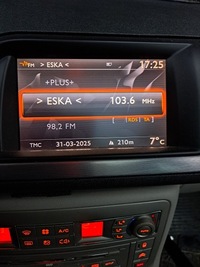 FM > ESKA < 17:25
+PLUS+
> ESKA < 103.6 MHz
RDS TA
98,2 FM
TMC 31-03-2025 210m 7°C
A/C